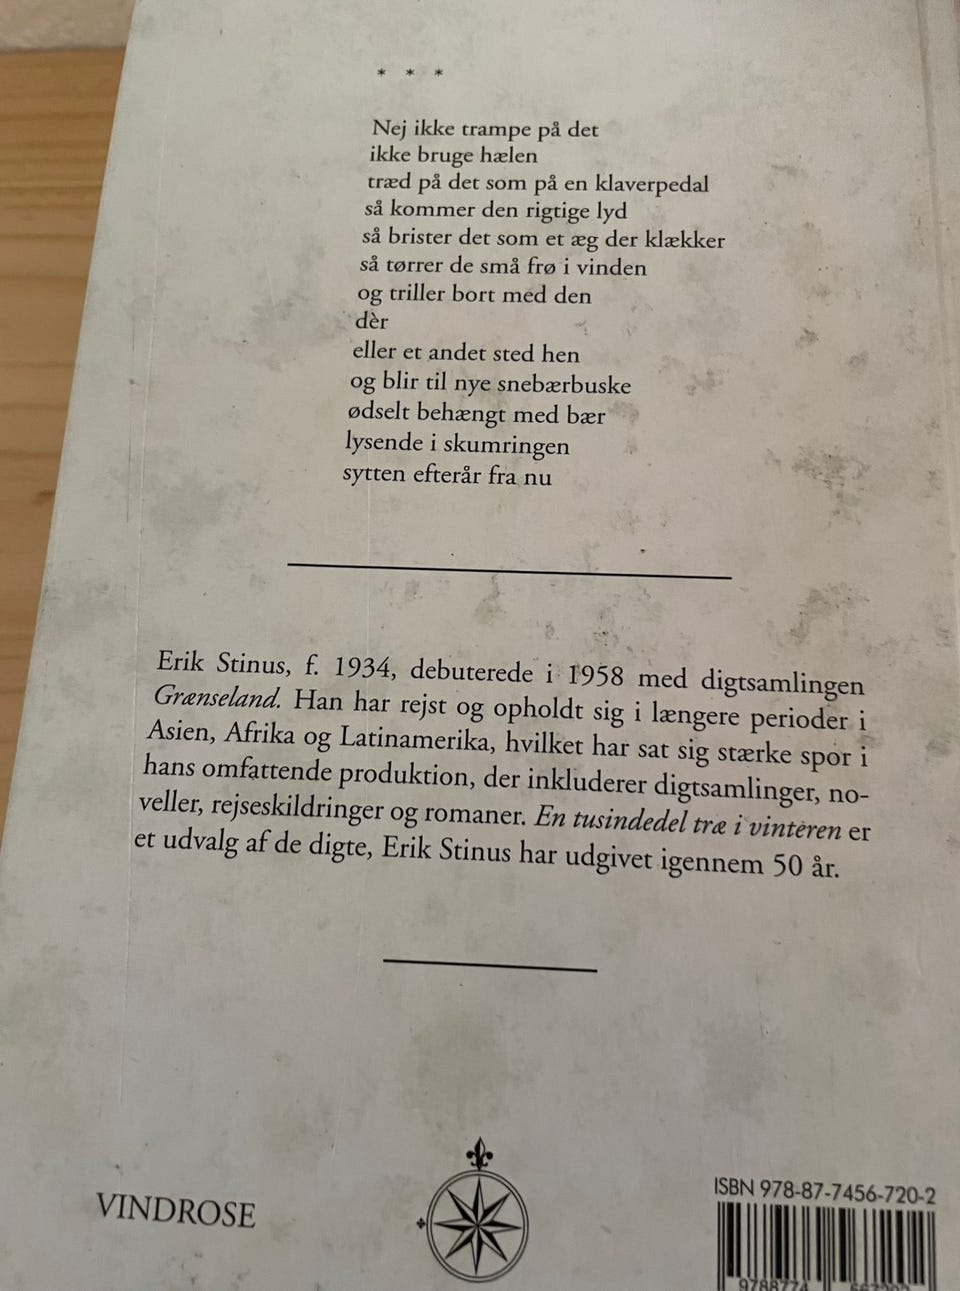 * * *
Nej ikke trampe på det
ikke bruge hælen
træd på det som på en klaverpedal
så kommer den rigtige lyd
så brister det som et æg der klækker
så tørrer de små frø i vinden
og triller bort med den
dèr
eller et andet sted hen
og blir til nye snebærbuske
ødselt behængt med bær
lysende i skumringen
sytten efterår fra nu
Erik Stinus, f. 1934, debuterede i 1958 med digtsamlingen
Grænseland. Han har rejst og opholdt sig i længere perioder i
Asien, Afrika og Latinamerika, hvilket har sat sig stærke spor i
hans omfattende produktion, der inkluderer digtsamlinger, no-
veller, rejseskildringer og romaner. En tusindedel træ i vinteren er
et udvalg af de digte, Erik Stinus har udgivet igennem 50 år.
VINDROSE
ISBN 978-87-7456-720-2
9788774